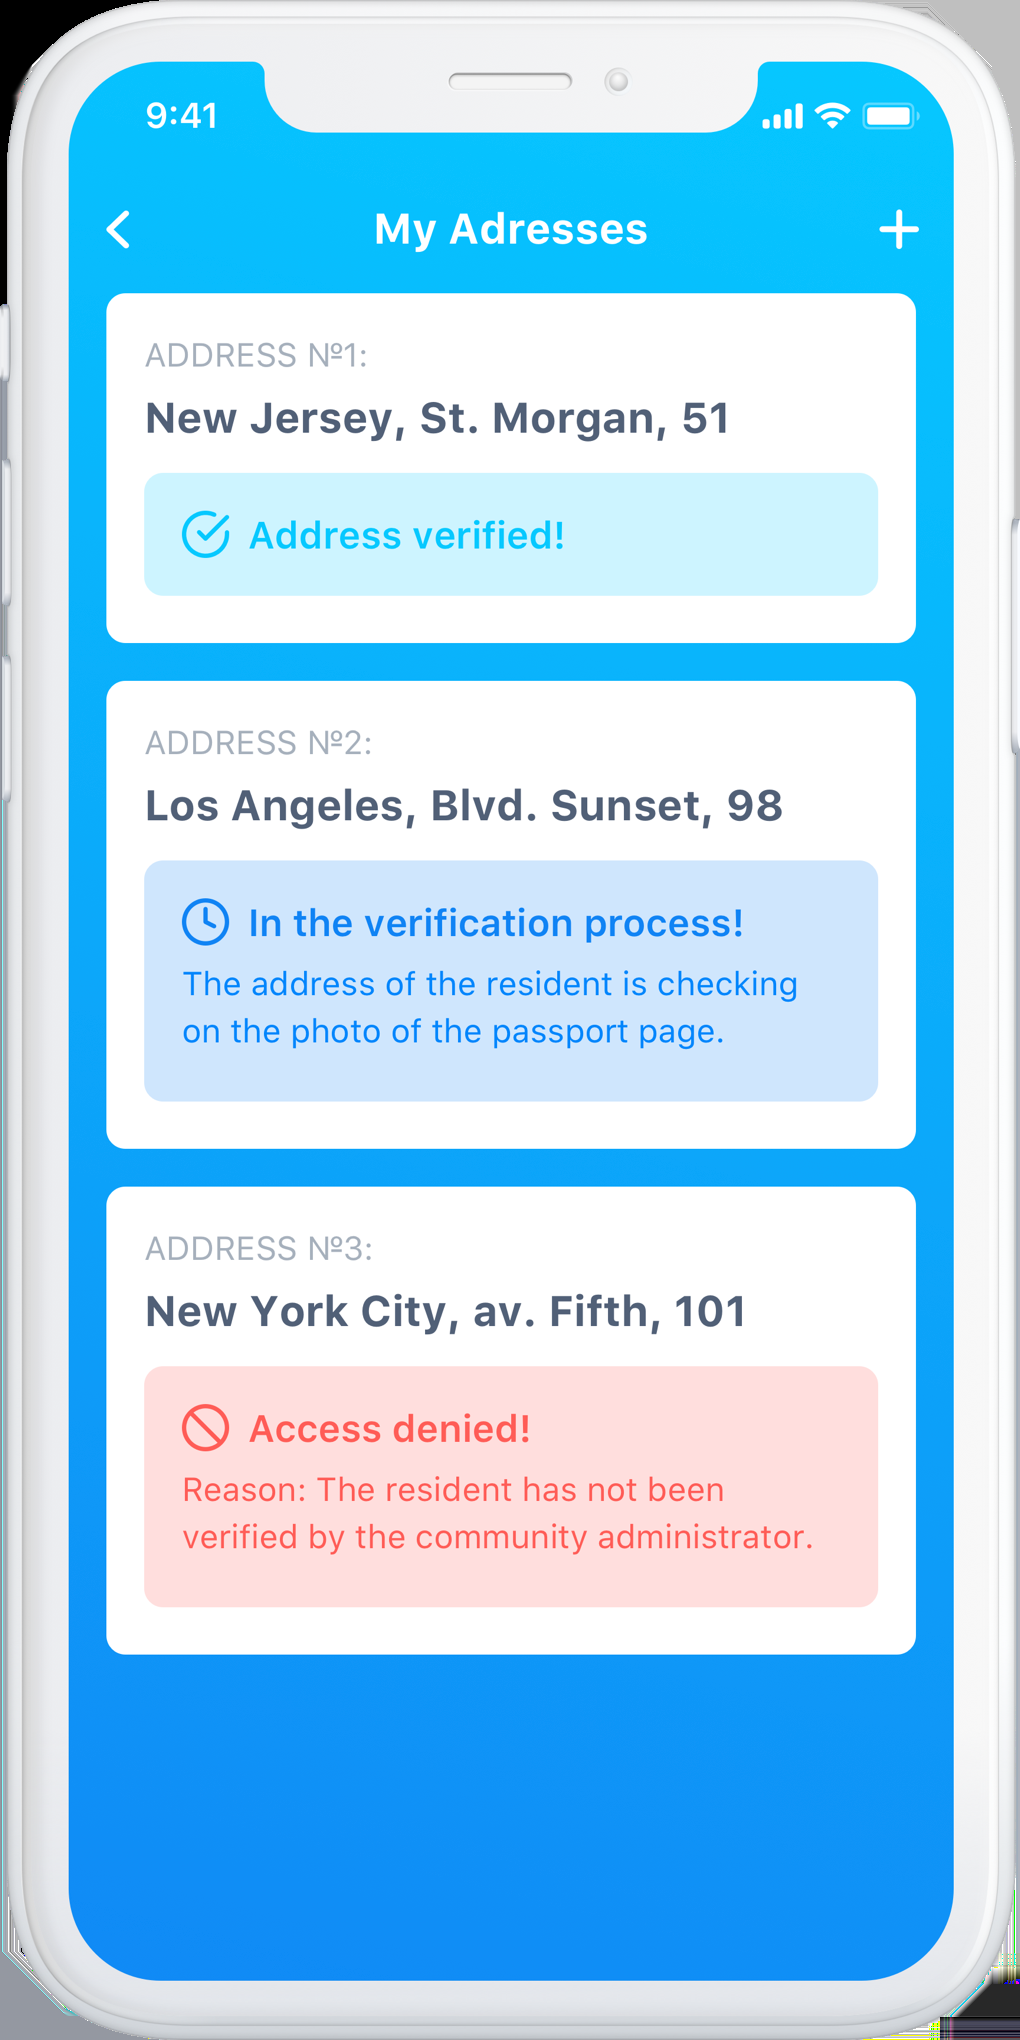 9:41
My Adresses
ADDRESS №1:
New Jersey, St. Morgan, 51
Address verified!
ADDRESS №2:
Los Angeles, Blvd. Sunset, 98
In the verification process!
The address of the resident is checking
on the photo of the passport page.
ADDRESS №3:
New York City, av. Fifth, 101
Access denied!
Reason: The resident has not been
verified by the community administrator.